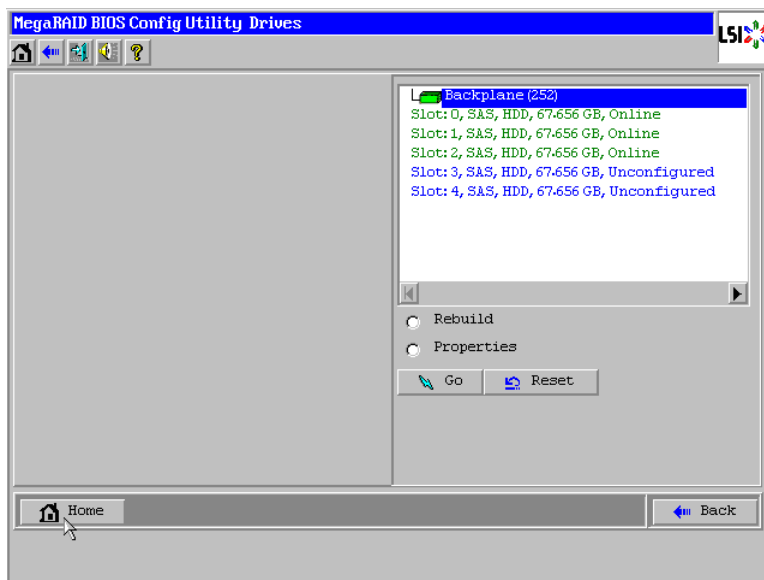 MegaRAID BIOS Config Utility Drives
LSI
Backplane (252)
Slot: 0, SAS, HDD, 67.656 GB, Online
Slot: 1, SAS, HDD, 67.656 GB, Online
Slot: 2, SAS, HDD, 67.656 GB, Online
Slot: 3, SAS, HDD, 67.656 GB, Unconfigured
Slot: 4, SAS, HDD, 67.656 GB, Unconfigured
Rebuild
Properties
Go Reset
Home Back